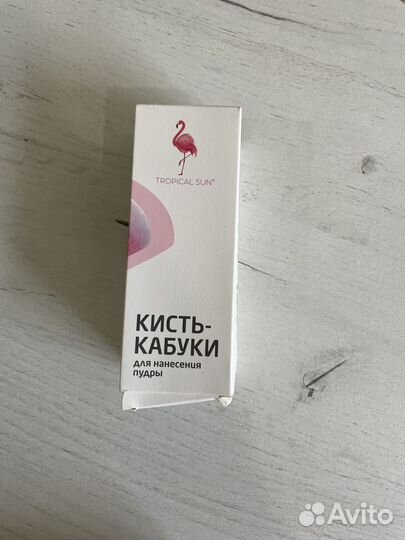 TROPICAL SUN®
КИСТЬ-
КАБУКИ
для нанесения
пудры
Avito